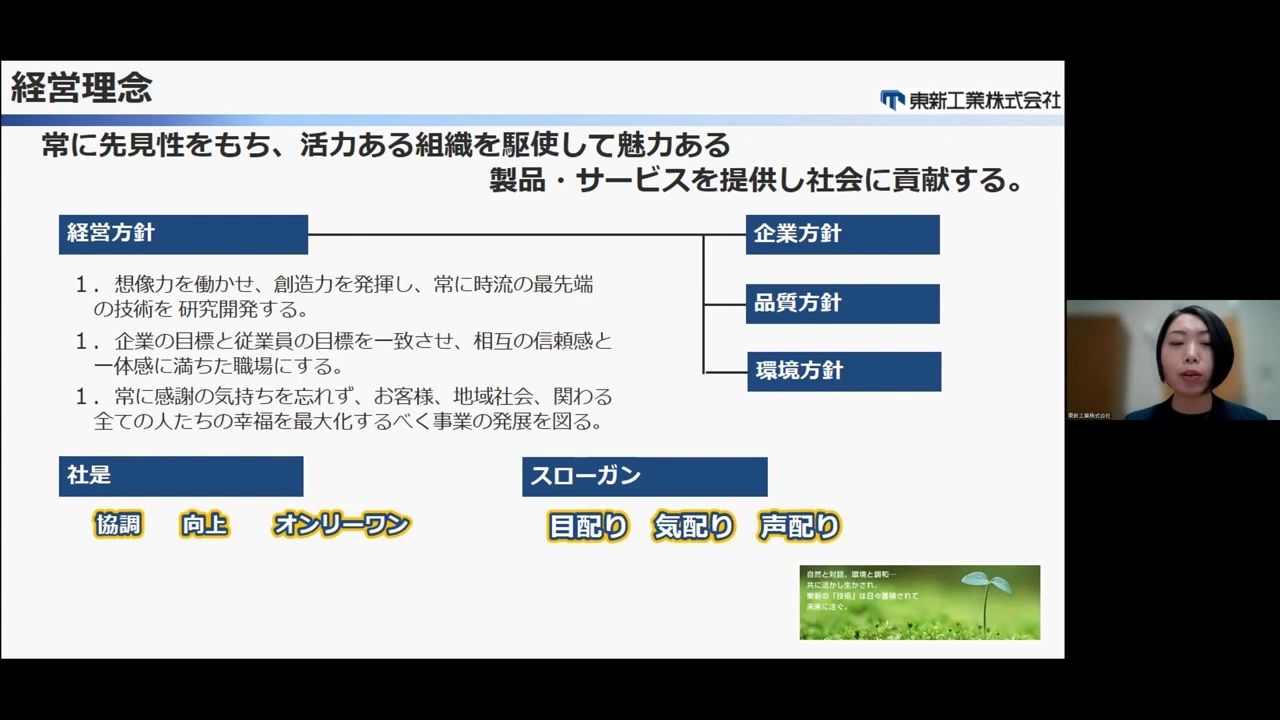 経営理念
東新工業株式会社
常に先見性をもち、活力ある組織を駆使して魅力ある
製品・サービスを提供し社会に貢献する。
経営方針
企業方針
品質方針
環境方針
１．想像力を働かせ、創造力を発揮し、常に時流の最先端
の技術を 研究開発する。
１．企業の目標と従業員の目標を一致させ、相互の信頼感と
一体感に満ちた職場にする。
１．常に感謝の気持ちを忘れず、お客様、地域社会、関わる
全ての人たちの幸福を最大化するべく事業の発展を図る。
社是
スローガン
協調 向上 オンリーワン
目配り 気配り 声配り
自然と対話、環境と調和…
共に活かし生かされ、
東新の「技術」は日々蓄積されて
未来に注ぐ。
東新工業株式会社